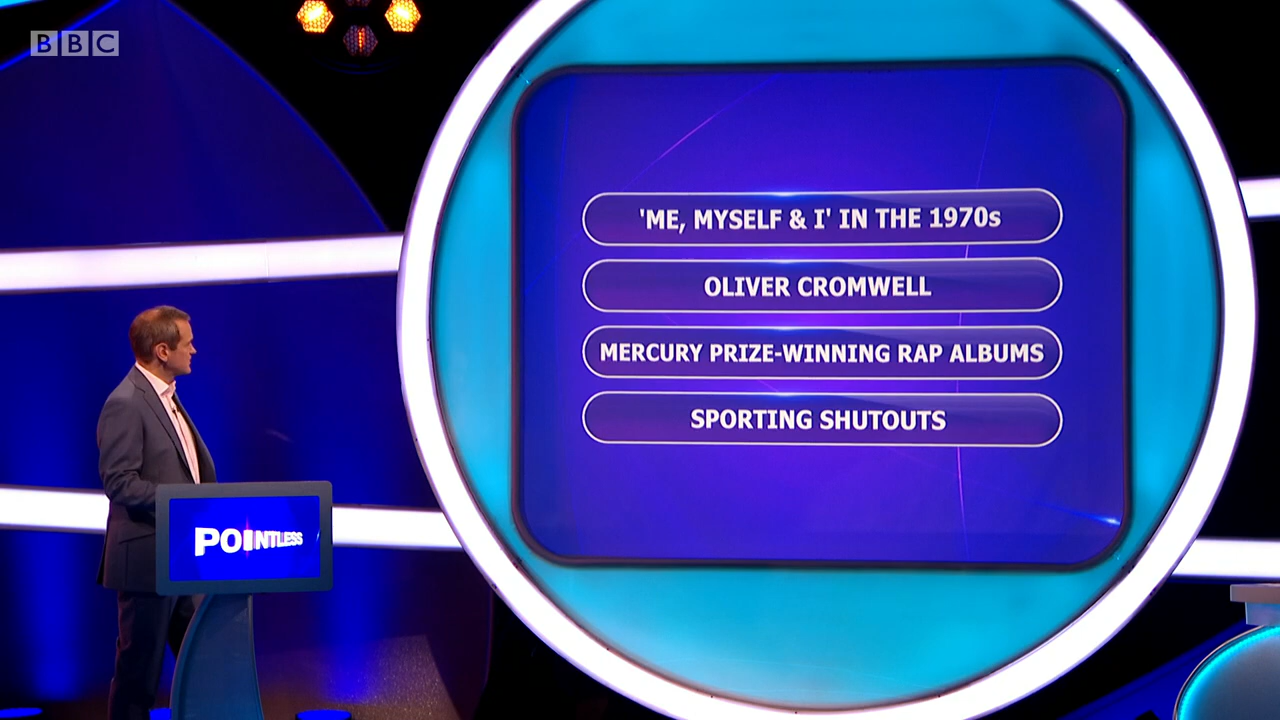 BBC
'ME, MYSELF & I' IN THE 1970s
OLIVER CROMWELL
MERCURY PRIZE-WINNING RAP ALBUMS
SPORTING SHUTOUTS
POINTLESS